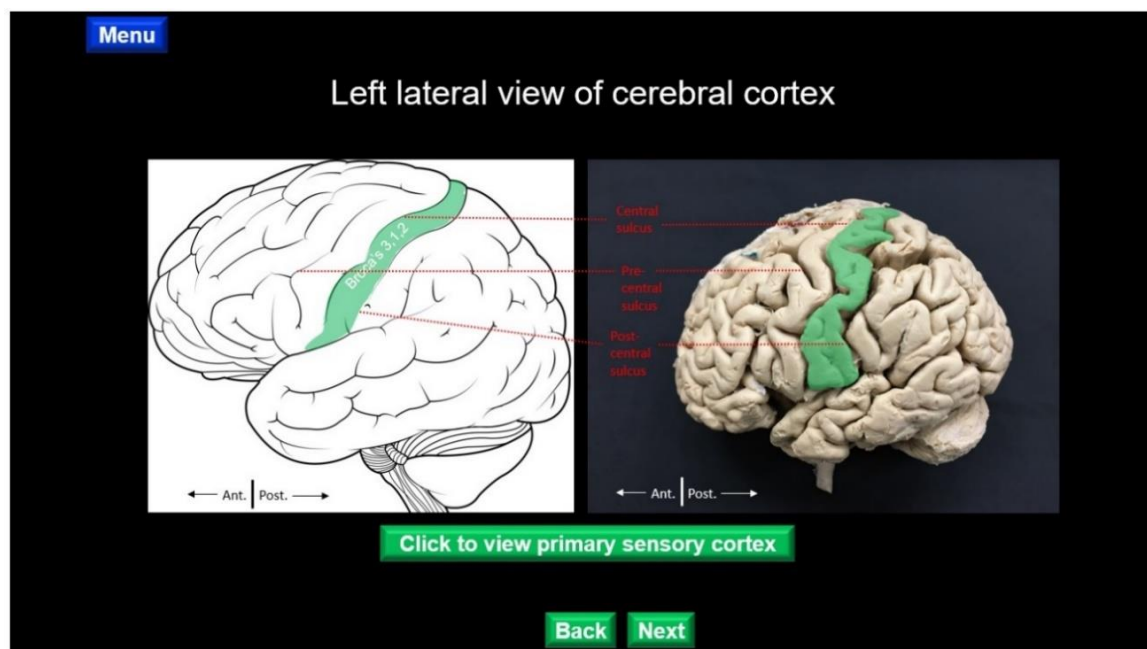 Menu
Left lateral view of cerebral cortex
Broca's 3,1,2
Central
sulcus
Pre-
central
sulcus
Post-
central
sulcus
Ant. Post.
Ant. Post.
Click to view primary sensory cortex
Back Next